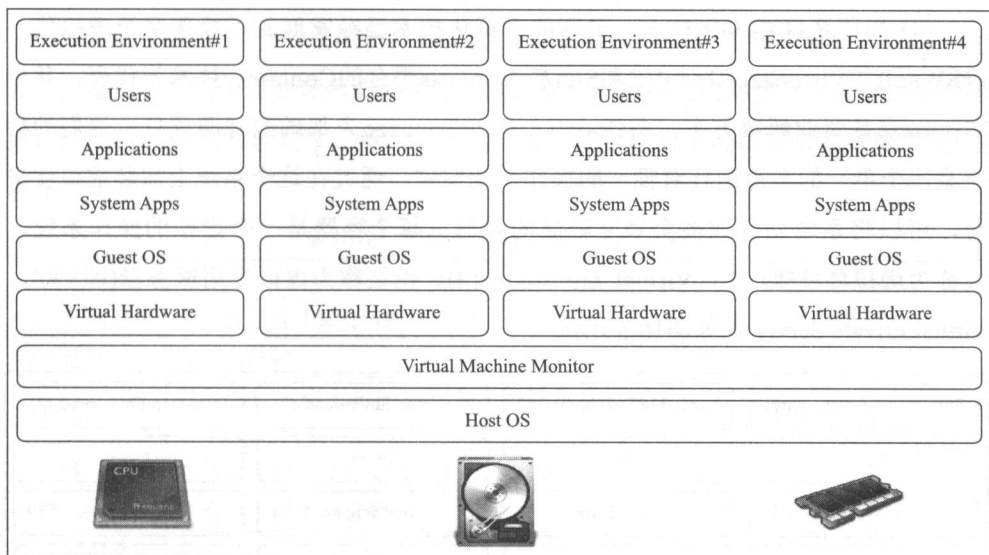 Execution Environment#1 Execution Environment#2 Execution Environment#3 Execution Environment#4
Users Users Users Users
Applications Applications Applications Applications
System Apps System Apps System Apps System Apps
Guest OS Guest OS Guest OS Guest OS
Virtual Hardware Virtual Hardware Virtual Hardware Virtual Hardware
Virtual Machine Monitor
Host OS
CPU